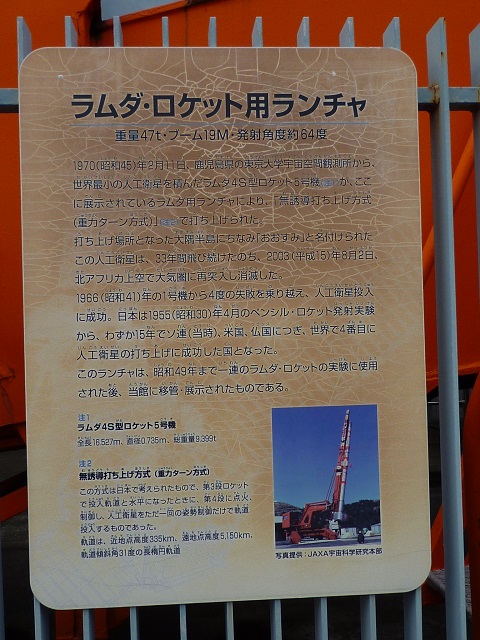 ラムダ・ロケット用ランチャ
重量47t・ブーム19M・発射角度約64度
1970(昭和45)年2月11日、鹿児島県の東京大学宇宙空間観測所から、
世界最小の人工衛星を積んだラムダ4S型ロケット5号機(注1)が、ここ
に展示されているラムダ用ランチャにより、「無誘導打ち上げ方式
(重力ターン方式)」(注2)で打ち上げられた。
打ち上げ場所となった大隅半島にちなみ「おおすみ」と名付けられた
この人工衛星は、33年間飛び続けたのち、2003(平成15)年8月2日、
北アフリカ上空で大気圏に再突入し消滅した。
1966(昭和41)年の1号機から4度の失敗を乗り越え、人工衛星投入
に成功。日本は1955(昭和30)年4月のペンシル・ロケット発射実験
から、わずか15年でソ連(当時)、米国、仏国につぎ、世界で4番目に
人工衛星の打ち上げに成功した国となった。
このランチャは、昭和49年まで一連のラムダ・ロケットの実験に使用
された後、当館に移管・展示されたものである。
注1
ラムダ4S型ロケット5号機
全長16.527m、直径0.735m、総重量9.399t
注2
無誘導打ち上げ方式(重力ターン方式)
この方式は日本で考えられたもので、第3段ロケット
で投入軌道と水平になったときに、第4段に点火、
制御し、人工衛星をただ一回の姿勢制御だけで軌道
投入するものであった。
軌道は、近地点高度335km、遠地点高度5,150km、
軌道傾斜角31度の長楕円軌道
写真提供:JAXA宇宙科学研究本部